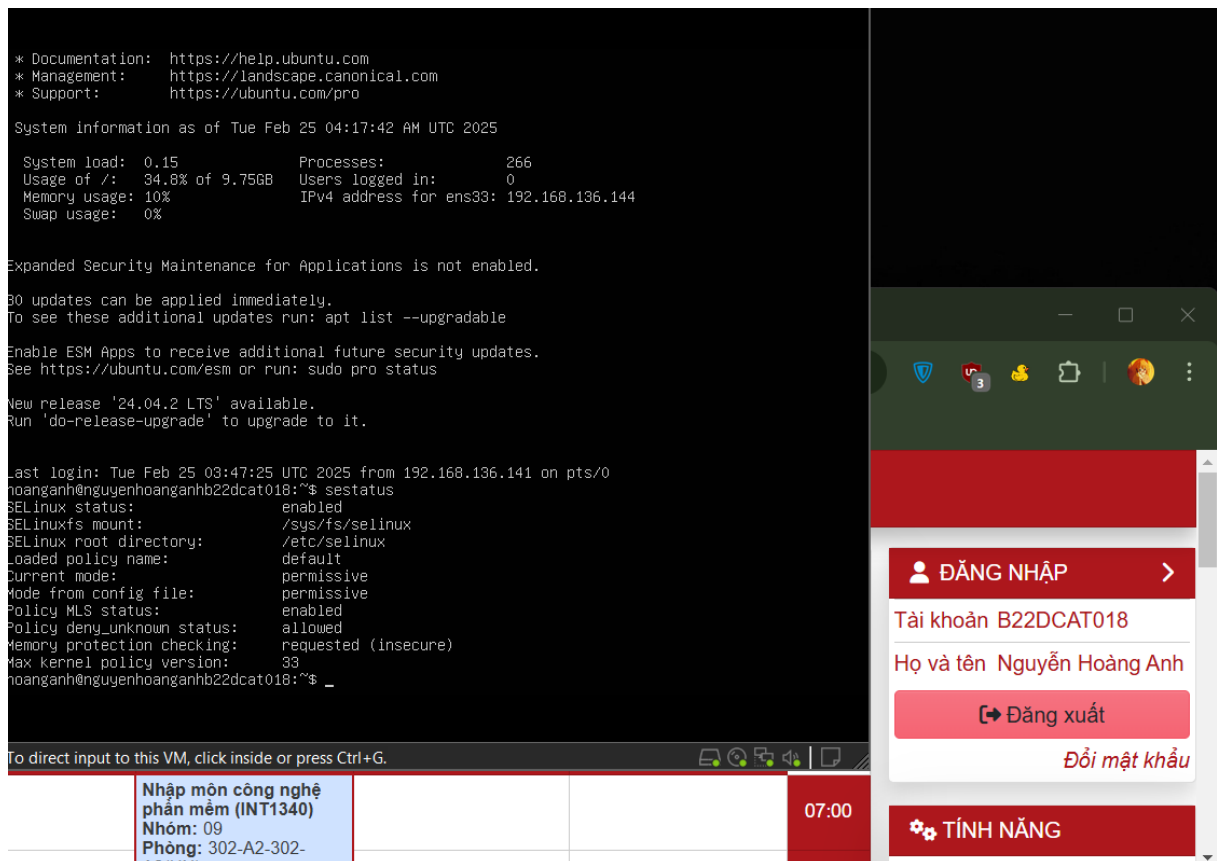 * Documentation:  https://help.ubuntu.com
* Management:     https://landscape.canonical.com
* Support:        https://ubuntu.com/pro
System information as of Tue Feb 25 04:17:42 AM UTC 2025
System load:  0.15              Processes:              266
Usage of /:   34.8% of 9.75GB   Users logged in:        0
Memory usage: 10%               IPv4 address for ens33: 192.168.136.144
Swap usage:   0%
Expanded Security Maintenance for Applications is not enabled.
30 updates can be applied immediately.
To see these additional updates run: apt list --upgradable
Enable ESM Apps to receive additional future security updates.
See https://ubuntu.com/esm or run: sudo pro status
New release '24.04.2 LTS' available.
Run 'do-release-upgrade' to upgrade to it.
Last login: Tue Feb 25 03:47:25 UTC 2025 from 192.168.136.141 on pts/0
hoanganh@nguyenhoanganhb22dcat018:~$ sestatus
SELinux status:                 enabled
SELinuxfs mount:                /sys/fs/selinux
SELinux root directory:         /etc/selinux
Loaded policy name:             default
Current mode:                   permissive
Mode from config file:          permissive
Policy MLS status:              enabled
Policy deny_unknown status:     allowed
Memory protection checking:     requested (insecure)
Max kernel policy version:      33
hoanganh@nguyenhoanganhb22dcat018:~$ _
To direct input to this VM, click inside or press Ctrl+G.
3
ĐĂNG NHẬP
Tài khoản B22DCAT018
Họ và tên Nguyễn Hoàng Anh
Đăng xuất
Đổi mật khẩu
TÍNH NĂNG
Nhập môn công nghệ
phần mềm (INT1340)
Nhóm: 09
Phòng: 302-A2-302-
07:00